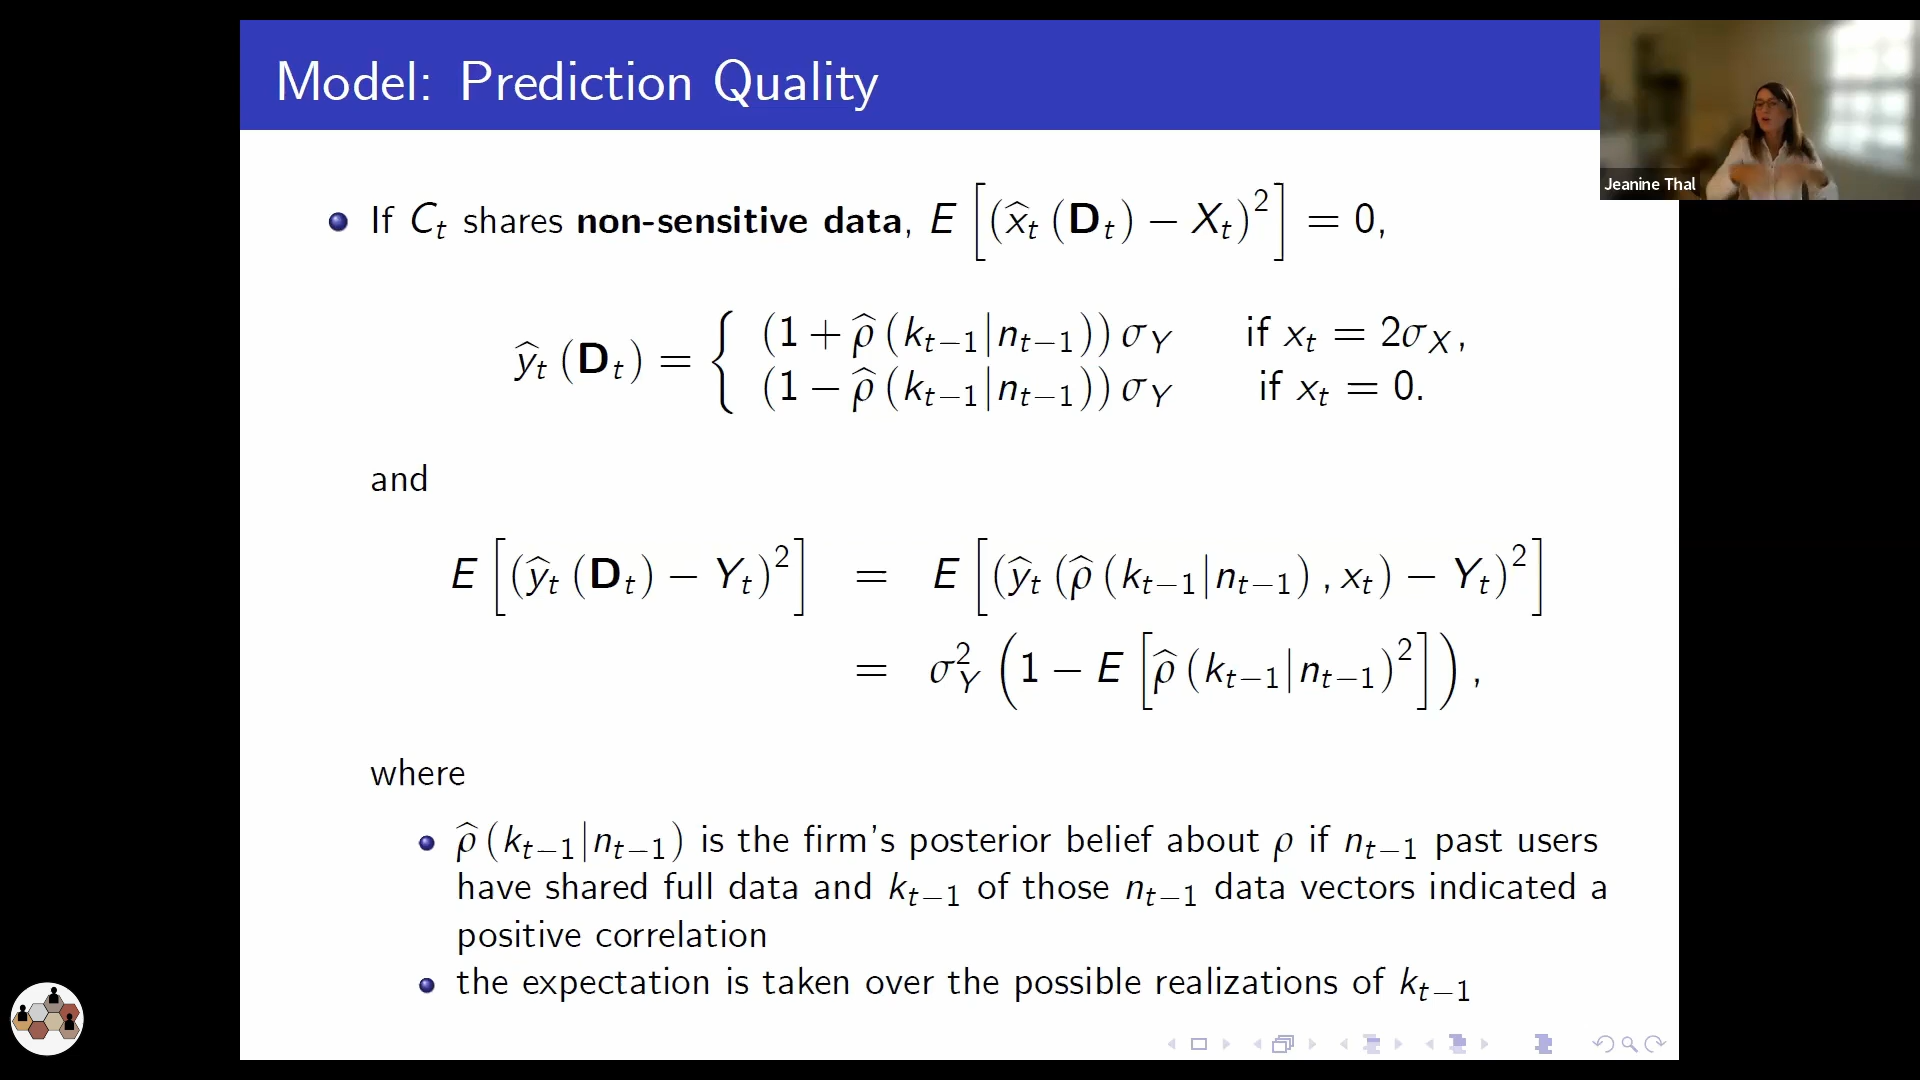 Model: Prediction Quality
Jeanine Thal
If C_t shares non-sensitive data, E[(x̂_t (D_t) − X_t)^2] = 0,
ŷ_t (D_t) = { (1 + ρ̂ (k_{t−1}|n_{t−1})) σ_Y if x_t = 2σ_X,
(1 − ρ̂ (k_{t−1}|n_{t−1})) σ_Y if x_t = 0.
and
E[(ŷ_t (D_t) − Y_t)^2] = E[(ŷ_t (ρ̂ (k_{t−1}|n_{t−1}) , x_t) − Y_t)^2]
= σ_Y^2 (1 − E[ρ̂ (k_{t−1}|n_{t−1})^2]) ,
where
ρ̂ (k_{t−1}|n_{t−1}) is the firm's posterior belief about ρ if n_{t−1} past users
have shared full data and k_{t−1} of those n_{t−1} data vectors indicated a
positive correlation
the expectation is taken over the possible realizations of k_{t−1}